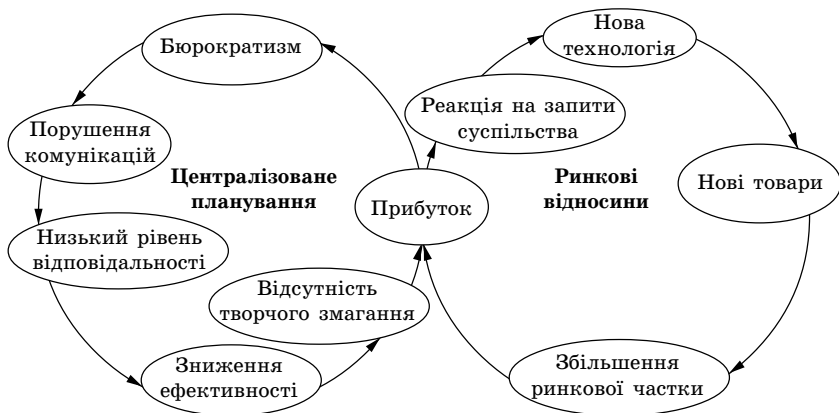 Бюрократизм
Порушення
комунікацій
Низький рівень
відповідальності
Зниження
ефективності
Відсутність
творчого змагання
Централізоване
планування
Прибуток
Реакція на запити
суспільства
Нова
технологія
Нові товари
Збільшення
ринкової частки
Ринкові
відносини